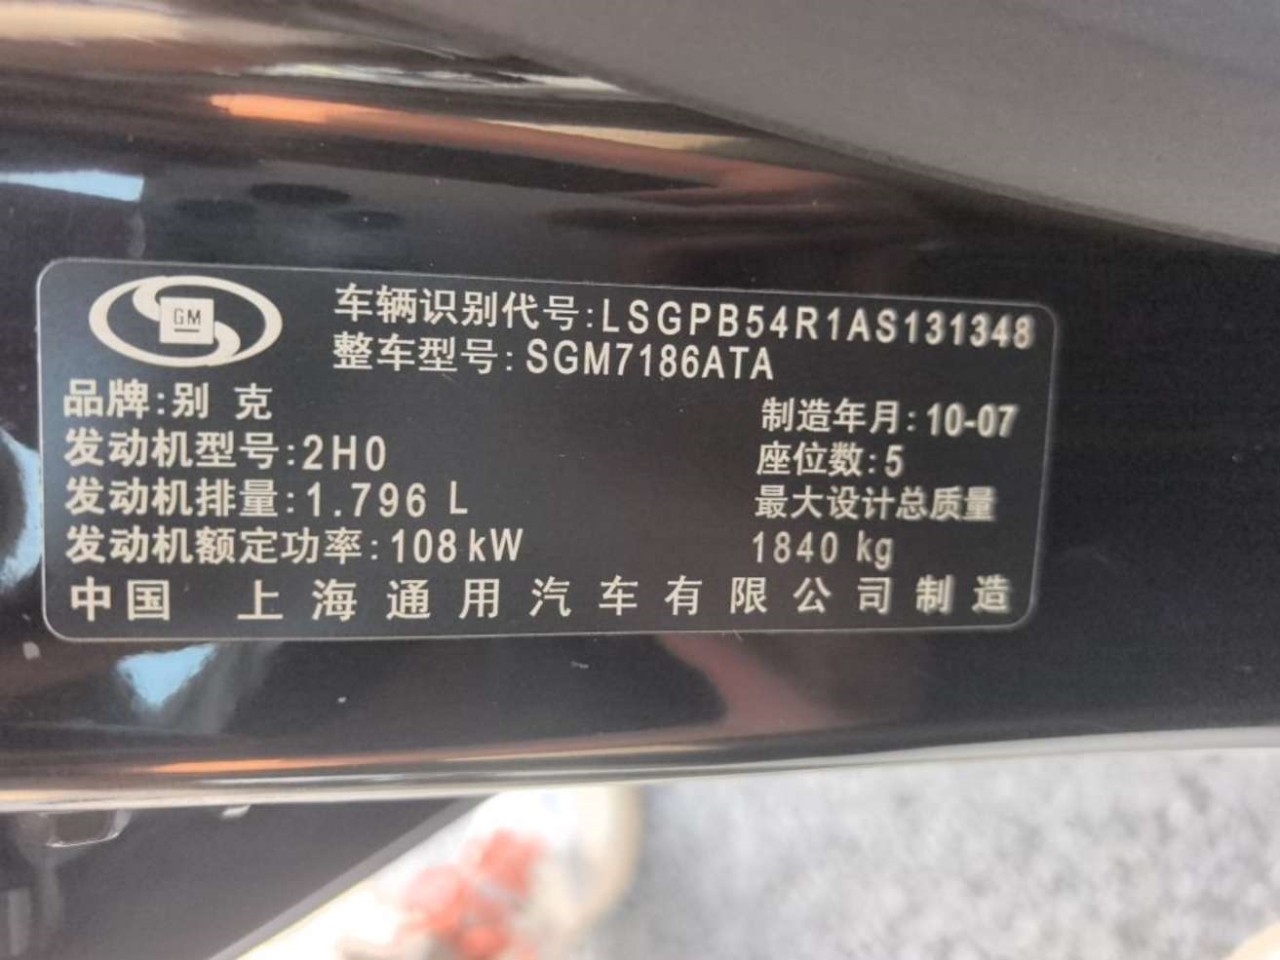 GM
车辆识别代号:LSGPB54R1AS131348
整车型号:SGM7186ATA
品牌:别 克
制造年月:10-07
发动机型号:2H0
座位数:5
发动机排量:1.796 L
最大设计总质量
发动机额定功率:108kW
1840 kg
中国 上海通用汽车有限公司制造